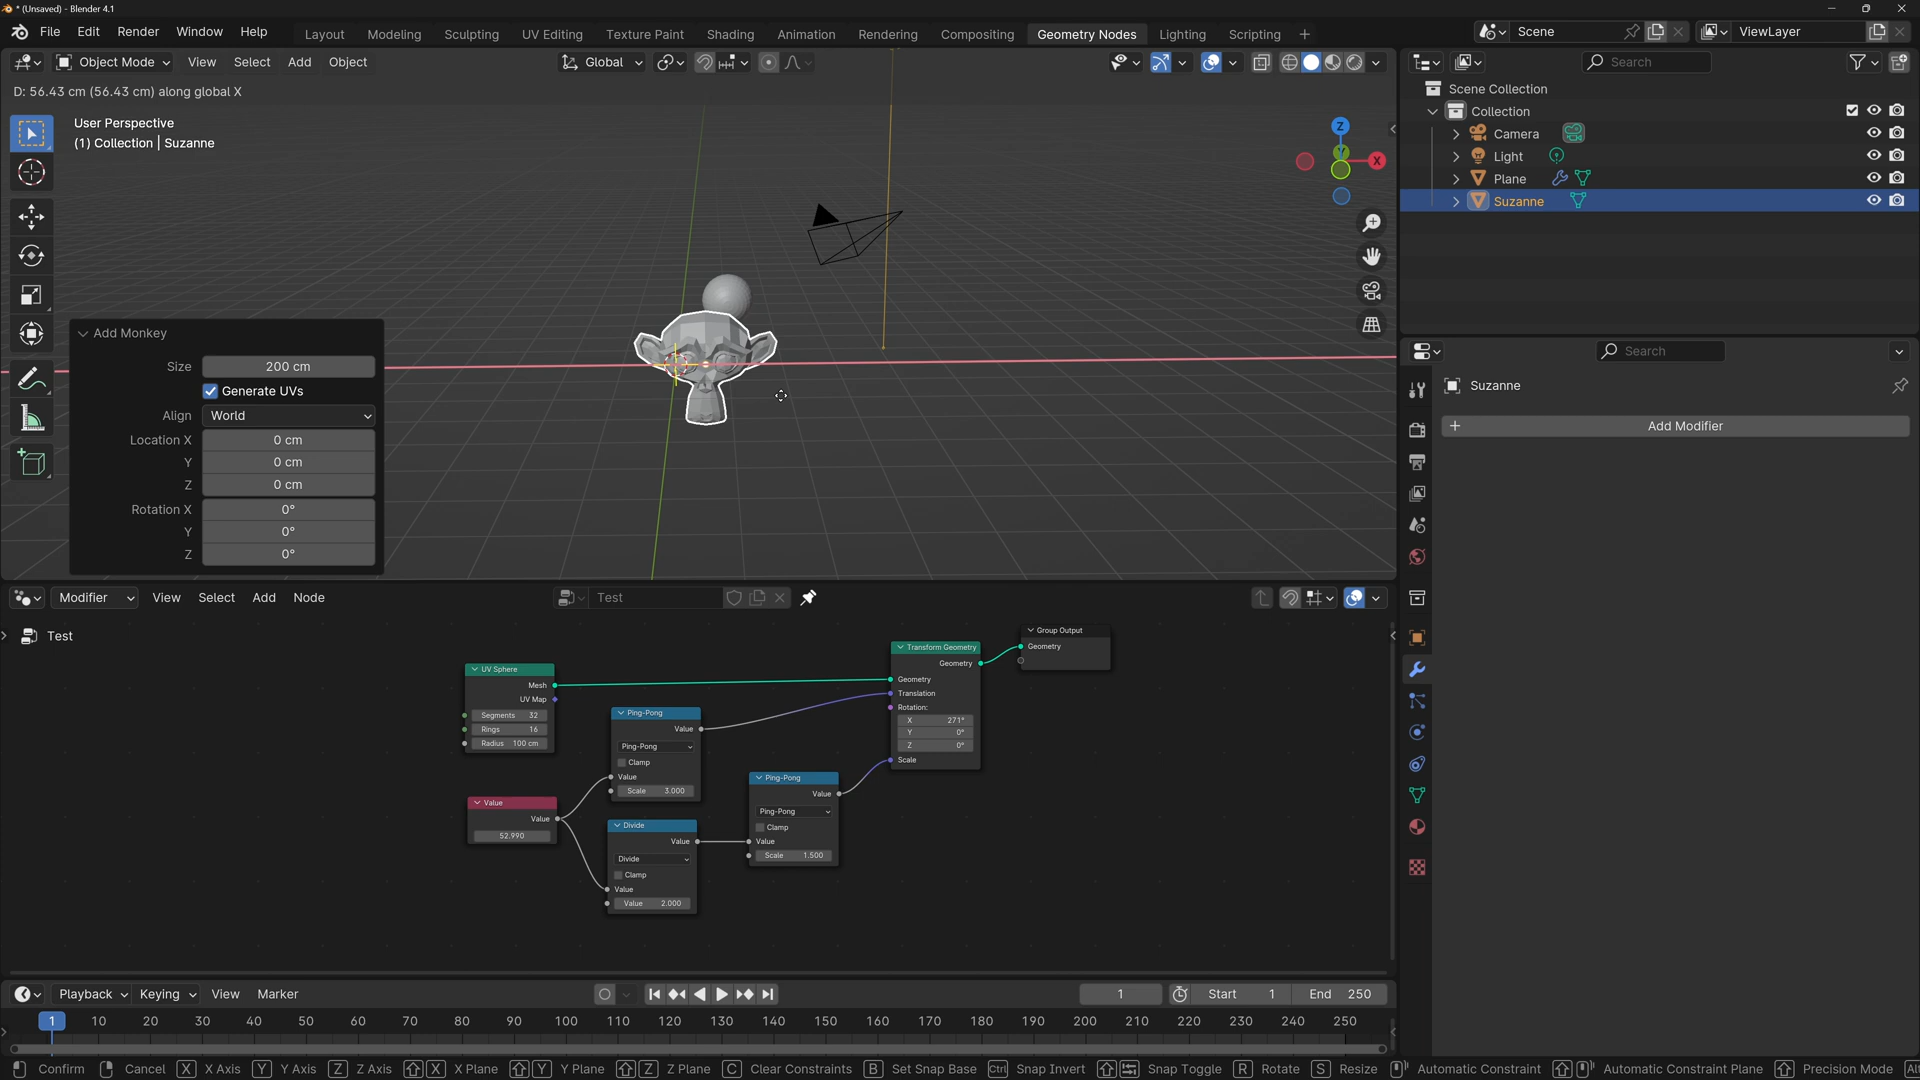 * (Unsaved) - Blender 4.1
File Edit Render Window Help
Layout Modeling Sculpting UV Editing Texture Paint Shading Animation Rendering Compositing Geometry Nodes Lighting Scripting +
Scene
ViewLayer
Object Mode View Select Add Object
Global
Search
D: 56.43 cm (56.43 cm) along global X
User Perspective
(1) Collection | Suzanne
Z
Y
X
Scene Collection
Collection
Camera
Light
Plane
Suzanne
Add Monkey
Size 200 cm
Generate UVs
Align World
Location X 0 cm
Y 0 cm
Z 0 cm
Rotation X 0°
Y 0°
Z 0°
Search
Suzanne
+ Add Modifier
Modifier View Select Add Node
Test
Test
UV Sphere
Mesh
UV Map
Segments 32
Rings 16
Radius 100 cm
Value
Value
52.990
Ping-Pong
Value
Ping-Pong
Clamp
Value
Scale 3.000
Divide
Value
Divide
Clamp
Value
Value 2.000
Ping-Pong
Value
Ping-Pong
Clamp
Value
Scale 1.500
Transform Geometry
Geometry
Geometry
Translation
Rotation:
X 271°
Y 0°
Z 0°
Scale
Group Output
Geometry
Playback Keying View Marker
1
Start 1
End 250
1 10 20 30 40 50 60 70 80 90 100 110 120 130 140 150 160 170 180 190 200 210 220 230 240 250
Confirm Cancel X X Axis Y Y Axis Z Z Axis X X Plane Y Y Plane Z Z Plane C Clear Constraints B Set Snap Base Ctrl Snap Invert Snap Toggle R Rotate S Resize Automatic Constraint Automatic Constraint Plane Precision Mode